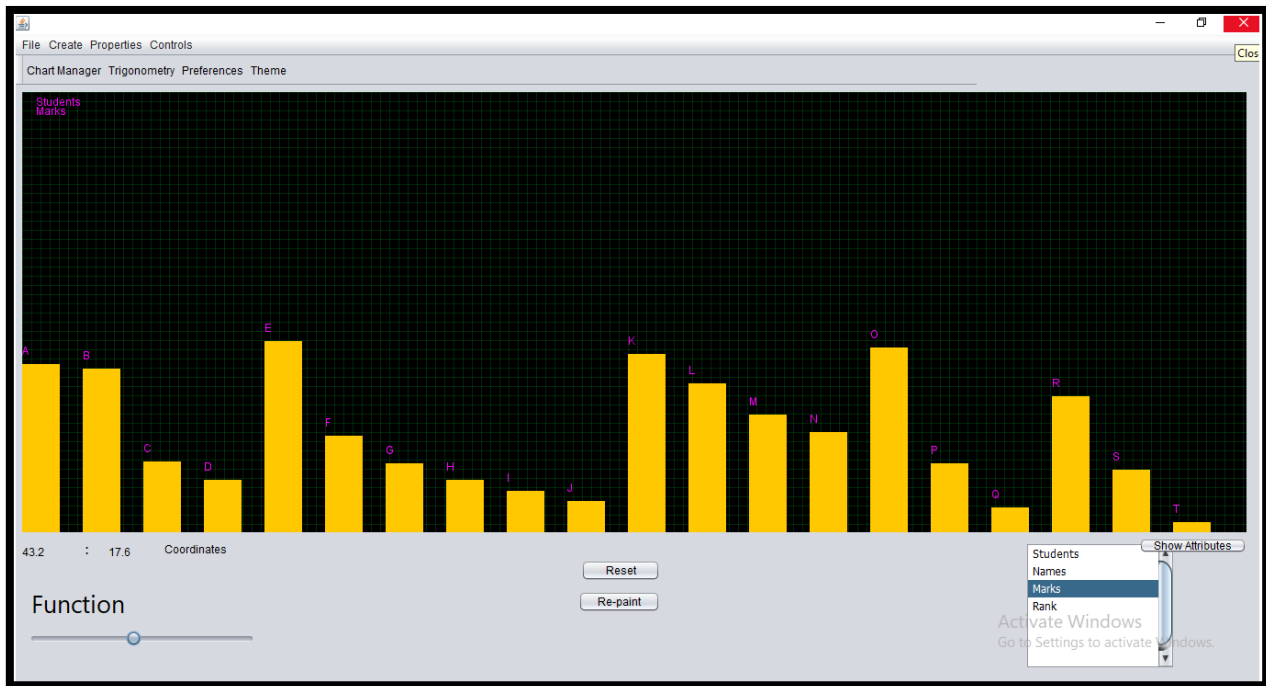 File Create Properties Controls
Clos
Chart Manager Trigonometry Preferences Theme
Students
Marks
E
O
K
A
B
L
R
M
N
F
C
G
P
S
D
H
I
J
Q
T
43.2 : 17.6 Coordinates
Show Attributes
Students
Names
Marks
Rank
Reset
Re-paint
Function
Activate Windows
Go to Settings to activate Windows.